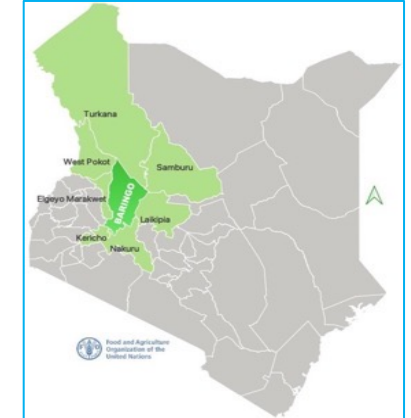 Turkana
West Pokot
Samburu
Elgeyo Marakwet
BARINGO
Laikipia
Kericho
Nakuru
Food and Agriculture
Organization of the
United Nations